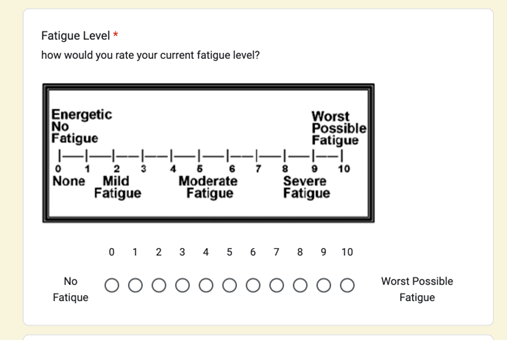 Fatigue Level *
how would you rate your current fatigue level?
Energetic
No
Fatigue
Worst
Possible
Fatigue
0 1 2 3 4 5 6 7 8 9 10
None Mild Fatigue Moderate Fatigue Severe Fatigue
0 1 2 3 4 5 6 7 8 9 10
No
Fatique
Worst Possible
Fatigue